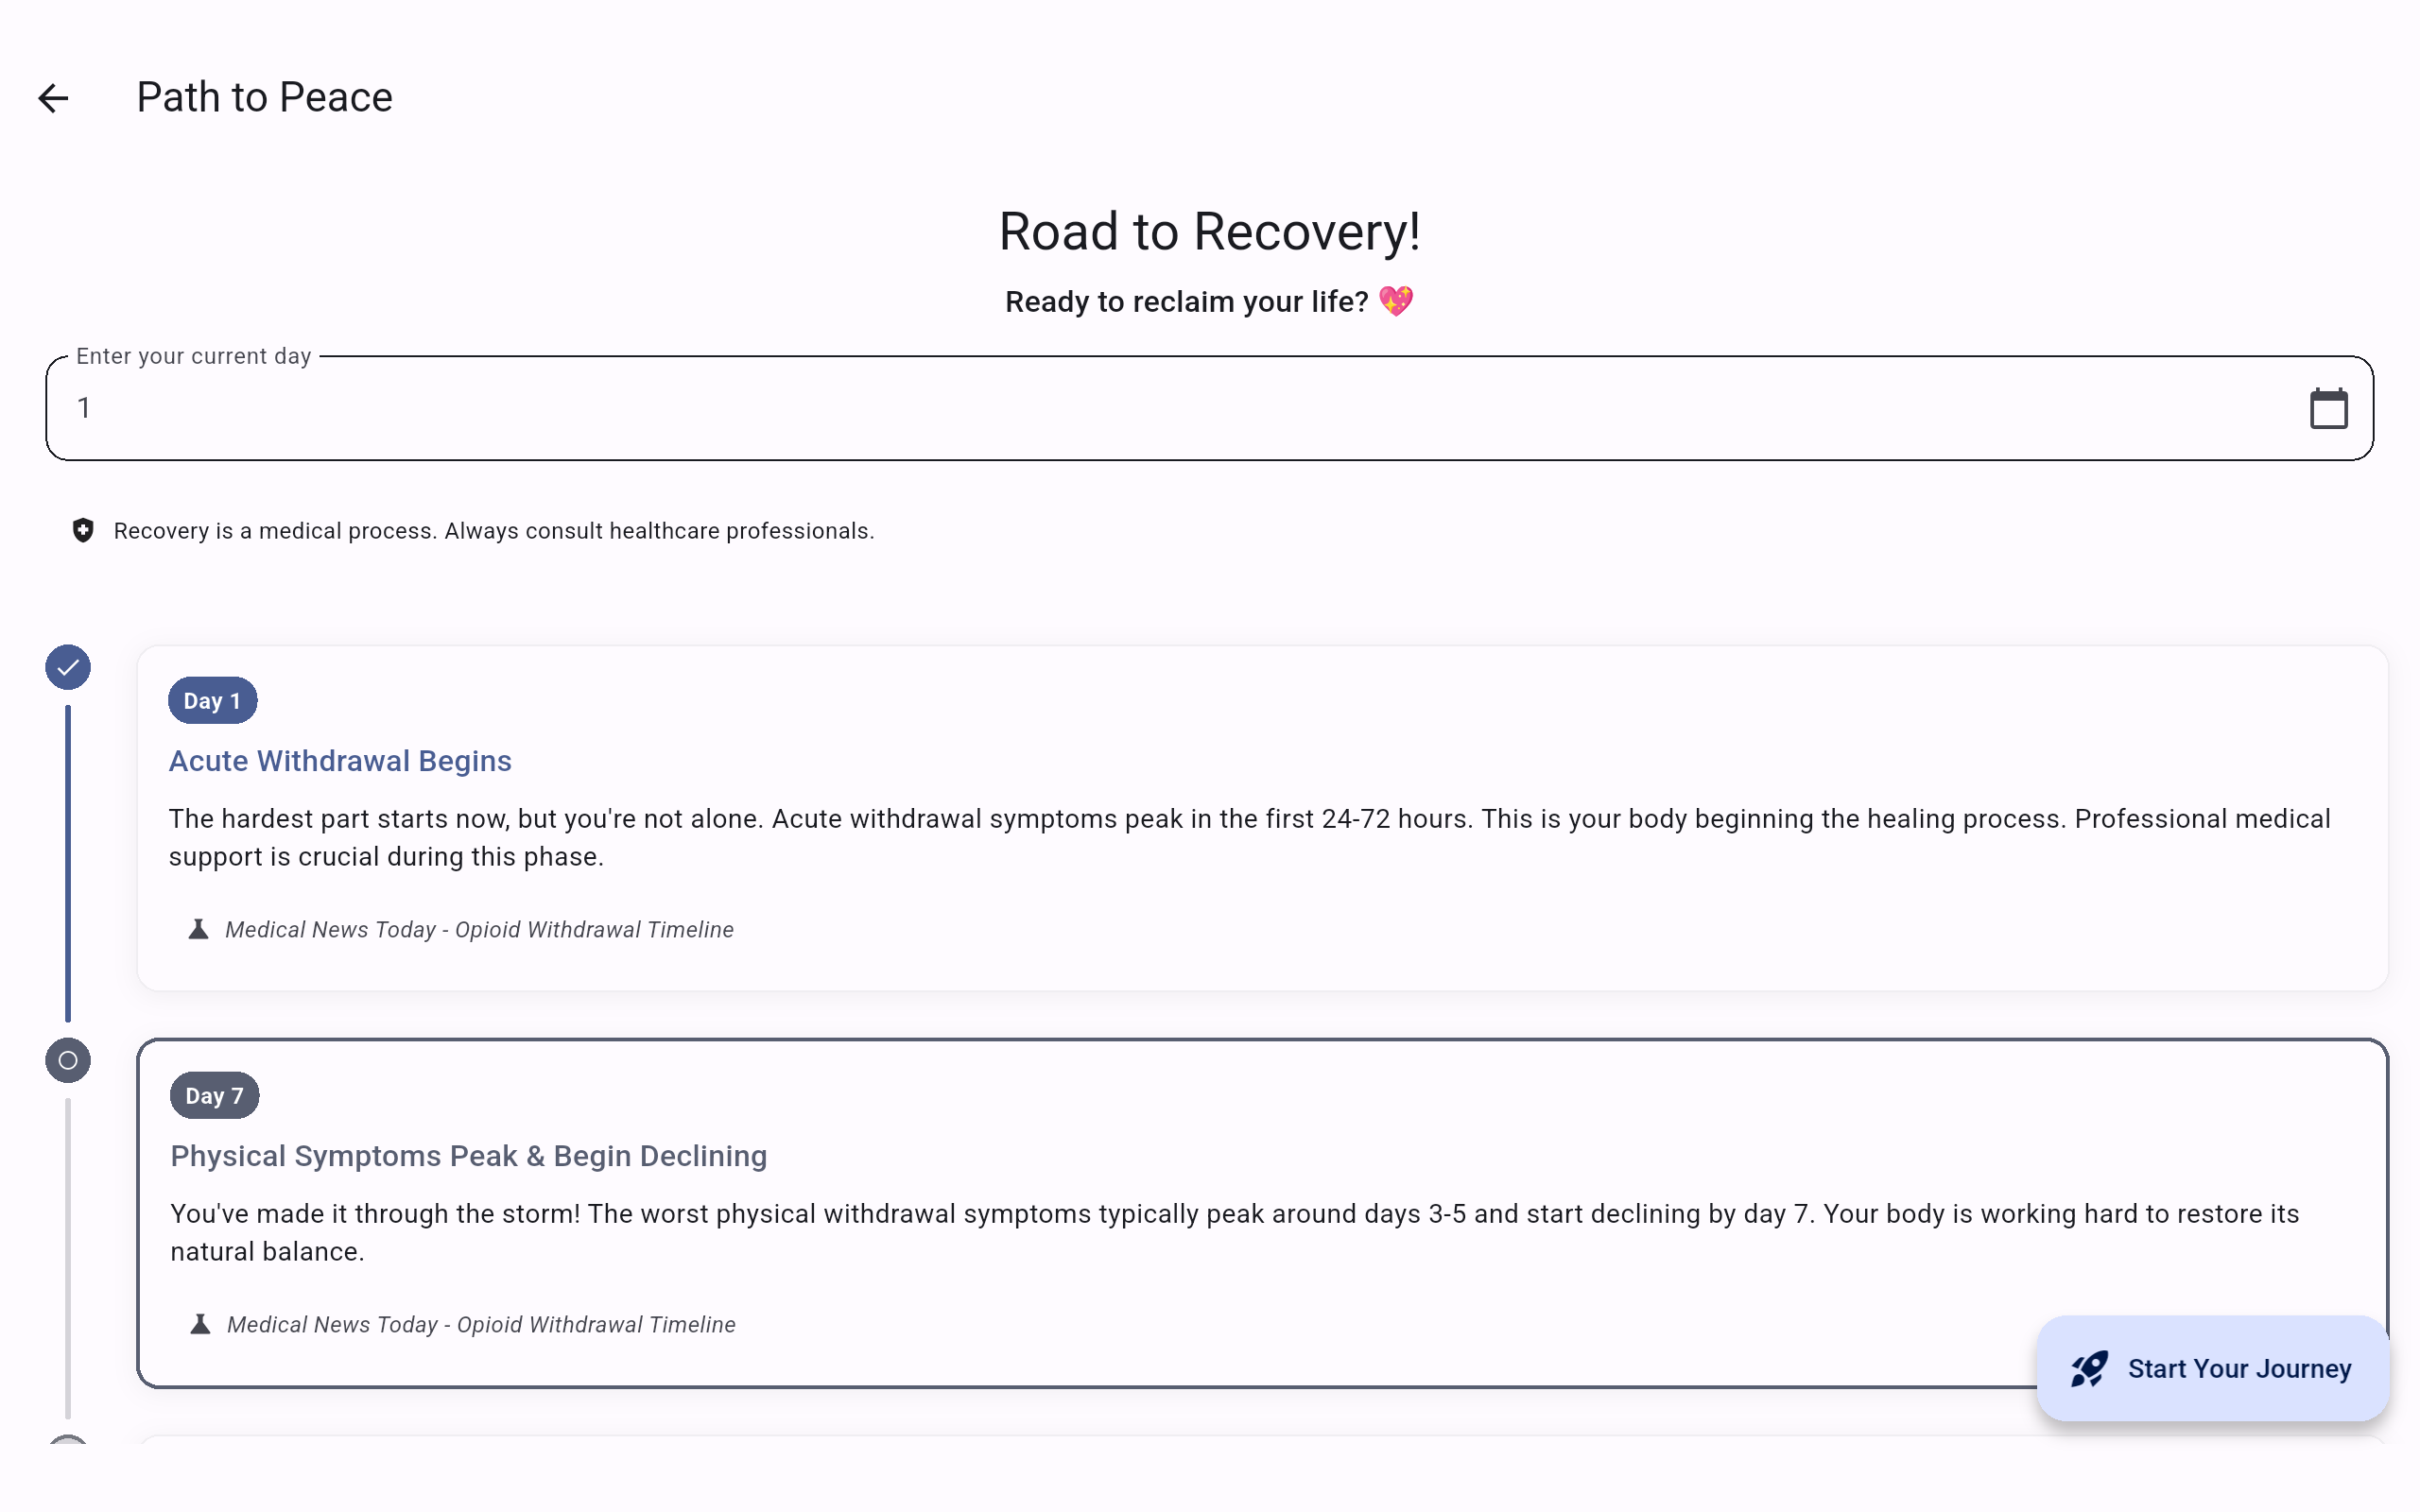 Path to Peace
Road to Recovery!
Ready to reclaim your life? 💖
Enter your current day
1
Recovery is a medical process. Always consult healthcare professionals.
Day 1
Acute Withdrawal Begins
The hardest part starts now, but you're not alone. Acute withdrawal symptoms peak in the first 24-72 hours. This is your body beginning the healing process. Professional medical
support is crucial during this phase.
Medical News Today - Opioid Withdrawal Timeline
Day 7
Physical Symptoms Peak & Begin Declining
You've made it through the storm! The worst physical withdrawal symptoms typically peak around days 3-5 and start declining by day 7. Your body is working hard to restore its
natural balance.
Medical News Today - Opioid Withdrawal Timeline
Start Your Journey